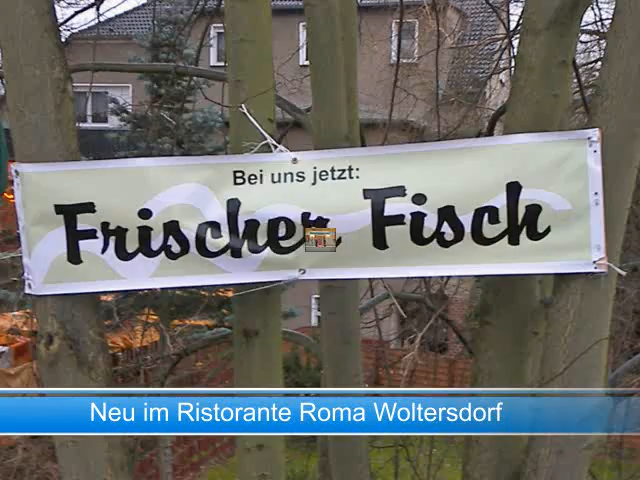 Bei uns jetzt:
Frischer Fisch
Neu im Ristorante Roma Woltersdorf